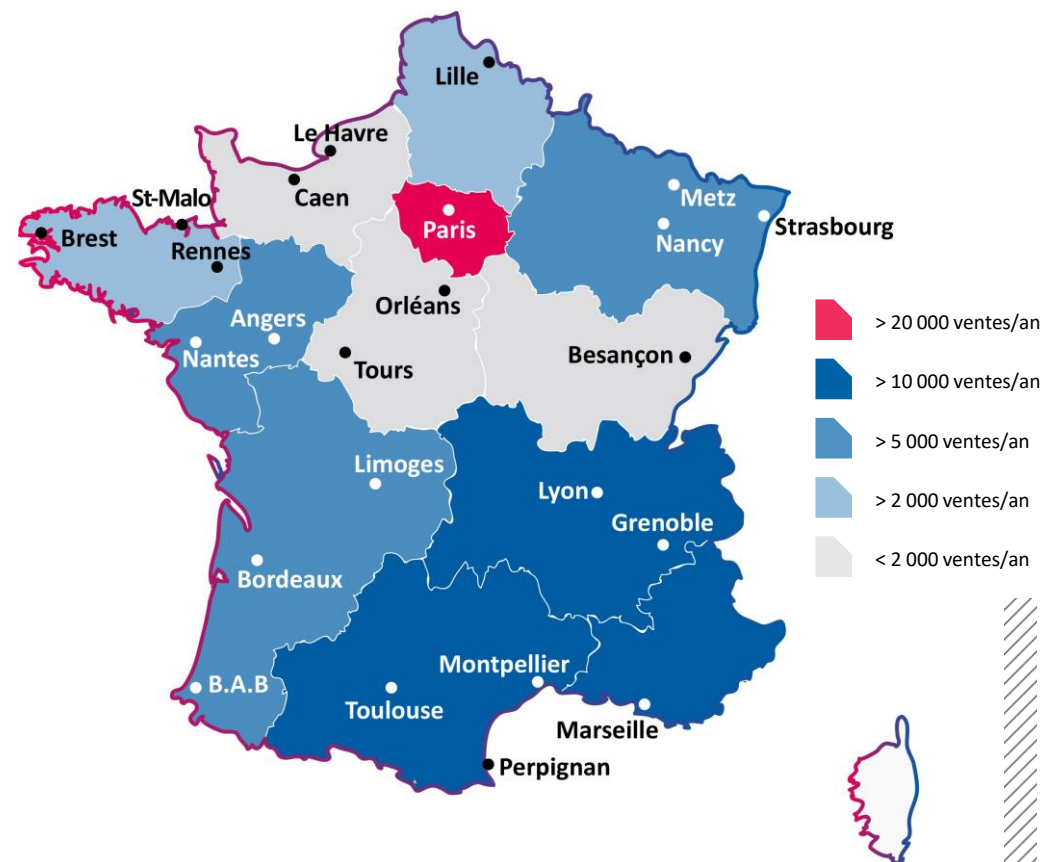 Lille
Le Havre
Caen
St-Malo
Brest
Rennes
Paris
Metz
Nancy
Strasbourg
Orléans
Angers
Nantes
Tours
Besançon
Limoges
Lyon
Grenoble
Bordeaux
Montpellier
B.A.B
Toulouse
Marseille
Perpignan
> 20 000 ventes/an
> 10 000 ventes/an
> 5 000 ventes/an
> 2 000 ventes/an
< 2 000 ventes/an